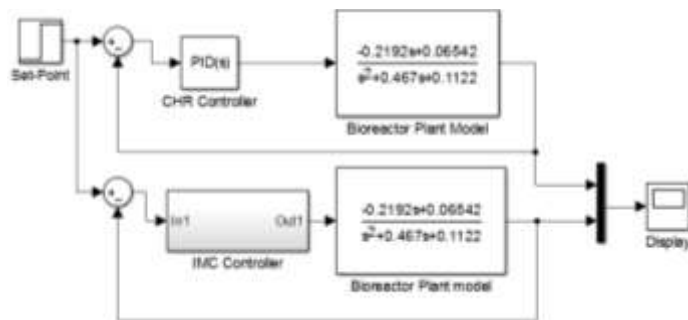 Set-Point
+
-
PID(s)
CHR Controller
-0.2192s+0.06542
s²+0.467s+0.1122
Bioreactor Plant Model
+
-
In1
Out1
IMC Controller
-0.2192s+0.06542
s²+0.467s+0.1122
Bioreactor Plant model
Display